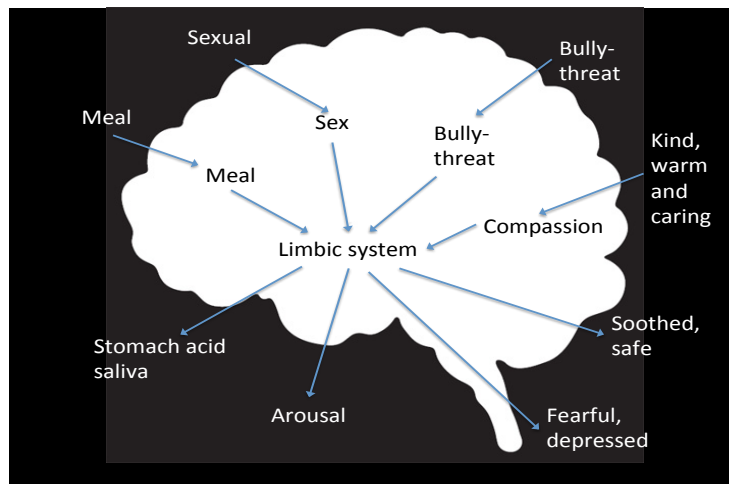 Sexual
Bully-
threat
Meal
Sex
Bully-
threat
Kind,
warm
and
caring
Meal
Compassion
Limbic system
Stomach acid
saliva
Soothed,
safe
Arousal
Fearful,
depressed